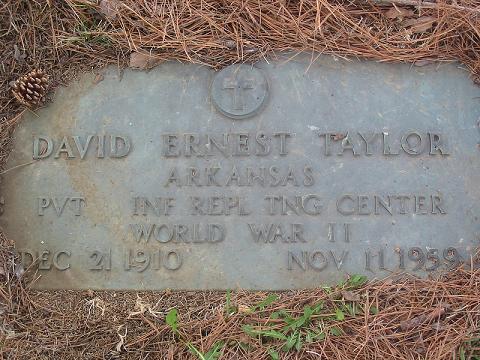 DAVID ERNEST TAYLOR
ARKANSAS
PVT INF REPL TNG CENTER
WORLD WAR II
DEC 21 1910 NOV 11 1959